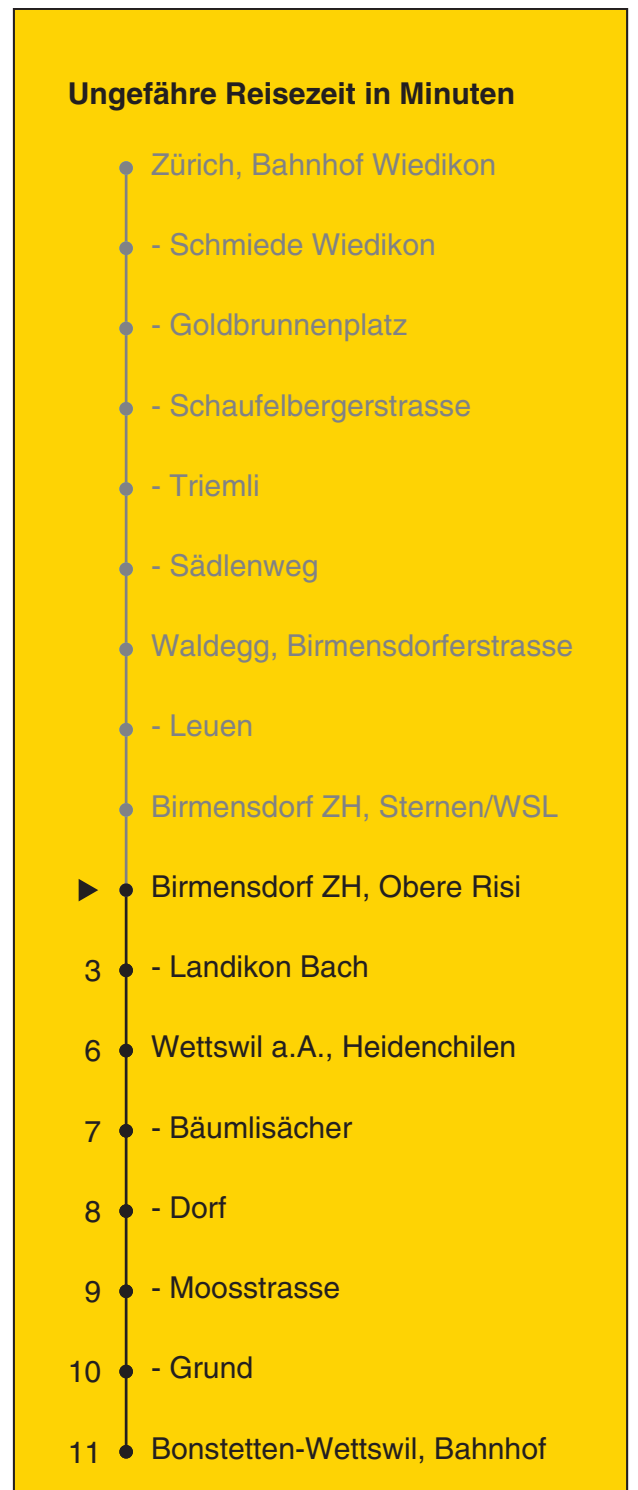 Ungefähre Reisezeit in Minuten
Zürich, Bahnhof Wiedikon
- Schmiede Wiedikon
- Goldbrunnenplatz
- Schaufelbergerstrasse
- Triemli
- Sädlenweg
Waldegg, Birmensdorferstrasse
- Leuen
Birmensdorf ZH, Sternen/WSL
Birmensdorf ZH, Obere Risi
3 - Landikon Bach
6 Wettswil a.A., Heidenchilen
7 - Bäumlisächer
8 - Dorf
9 - Moosstrasse
10 - Grund
11 Bonstetten-Wettswil, Bahnhof